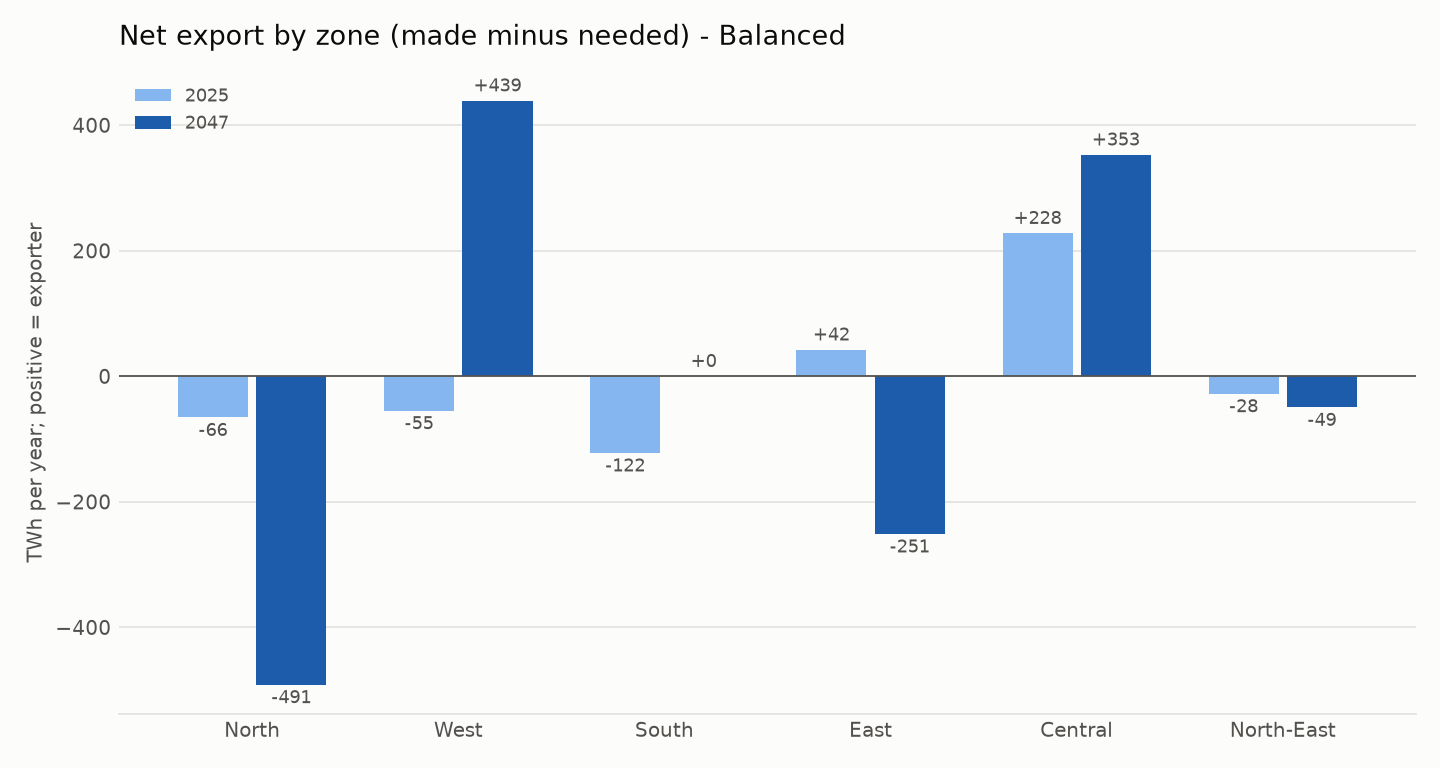 Net export by zone (made minus needed) - Balanced
2025
2047
TWh per year; positive = exporter
400
200
0
−200
−400
-66
-491
-55
+439
-122
+0
+42
-251
+228
+353
-28
-49
North
West
South
East
Central
North-East